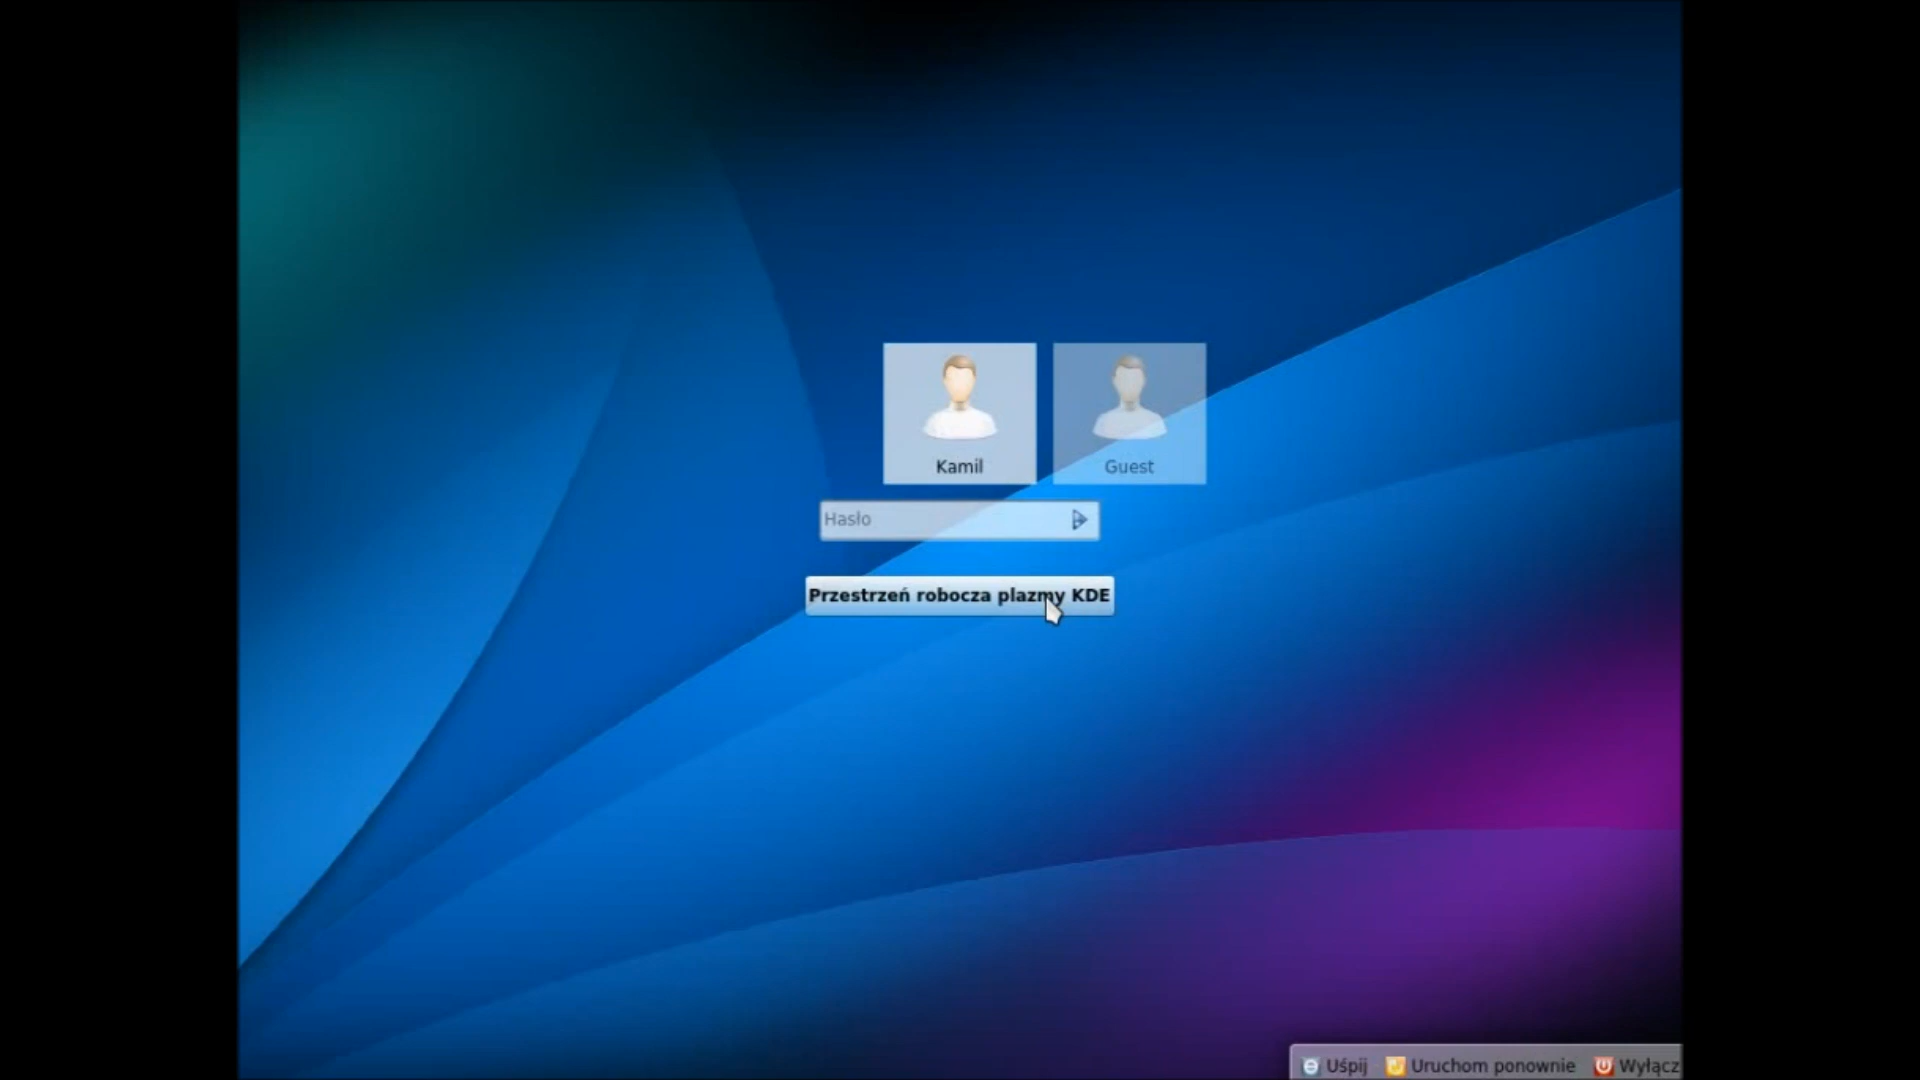 Kamil
Guest
Hasło
Przestrzeń robocza plazmy KDE
Uśpij
Uruchom ponownie
Wyłącz